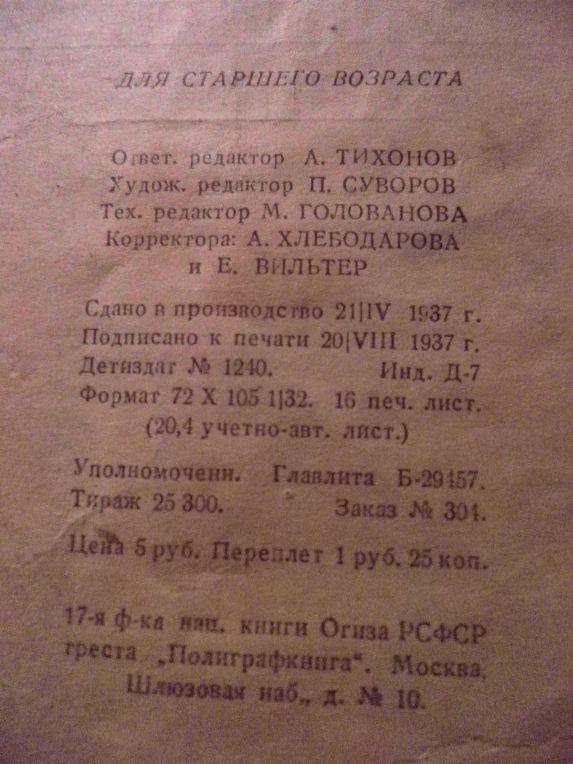 ДЛЯ СТАРШЕГО ВОЗРАСТА
Ответ. редактор А. ТИХОНОВ
Худож. редактор П. СУВОРОВ
Тех. редактор М. ГОЛОВАНОВА
Корректора: А. ХЛЕБОДАРОВА
и Е. ВИЛЬТЕР
Сдано в производство 21|IV 1937 г.
Подписано к печати 20|VIII 1937 г.
Детиздат № 1240. Инд. Д-7
Формат 72 X 105 1|32. 16 печ. лист.
(20,4 учетно-авт. лист.)
Уполномоченн. Главлита Б-29457.
Тираж 25 300. Заказ № 304.
Цена 5 руб. Переплет 1 руб. 25 коп.
17-я ф-ка нац. книги Огиза РСФСР
треста „Полиграфкнига“. Москва,
Шлюзовая наб., д. № 10.